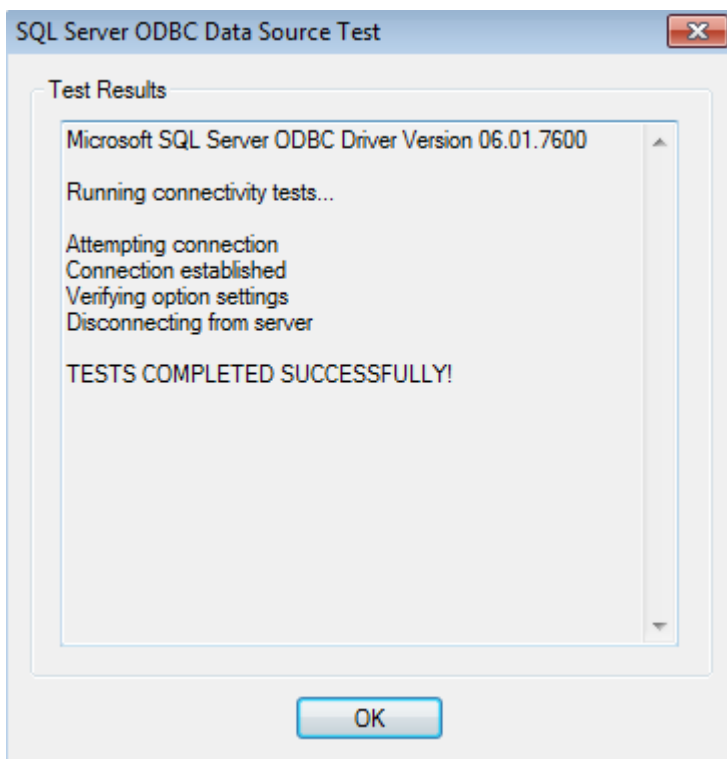 SQL Server ODBC Data Source Test
Test Results
Microsoft SQL Server ODBC Driver Version 06.01.7600
Running connectivity tests...
Attempting connection
Connection established
Verifying option settings
Disconnecting from server
TESTS COMPLETED SUCCESSFULLY!
OK